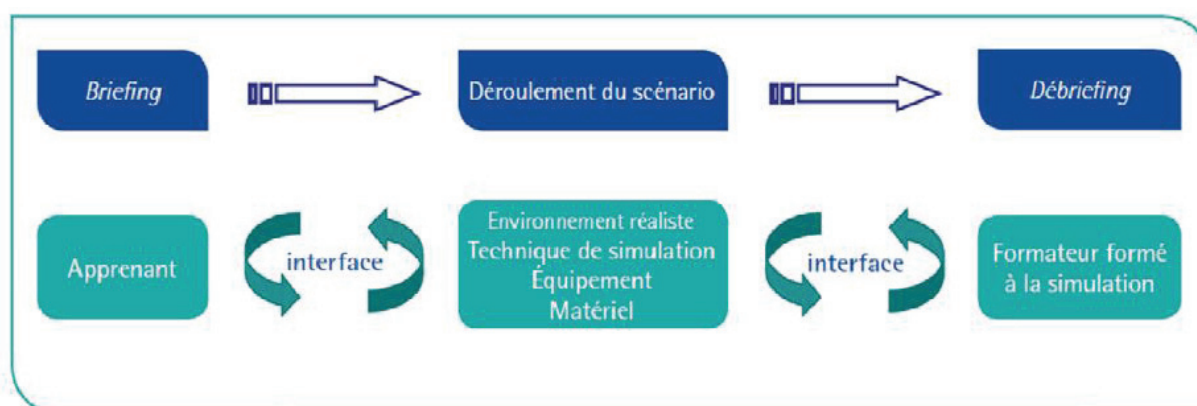 Briefing
Déroulement du scénario
Débriefing
Apprenant
interface
Environnement réaliste
Technique de simulation
Équipement
Matériel
interface
Formateur formé
à la simulation